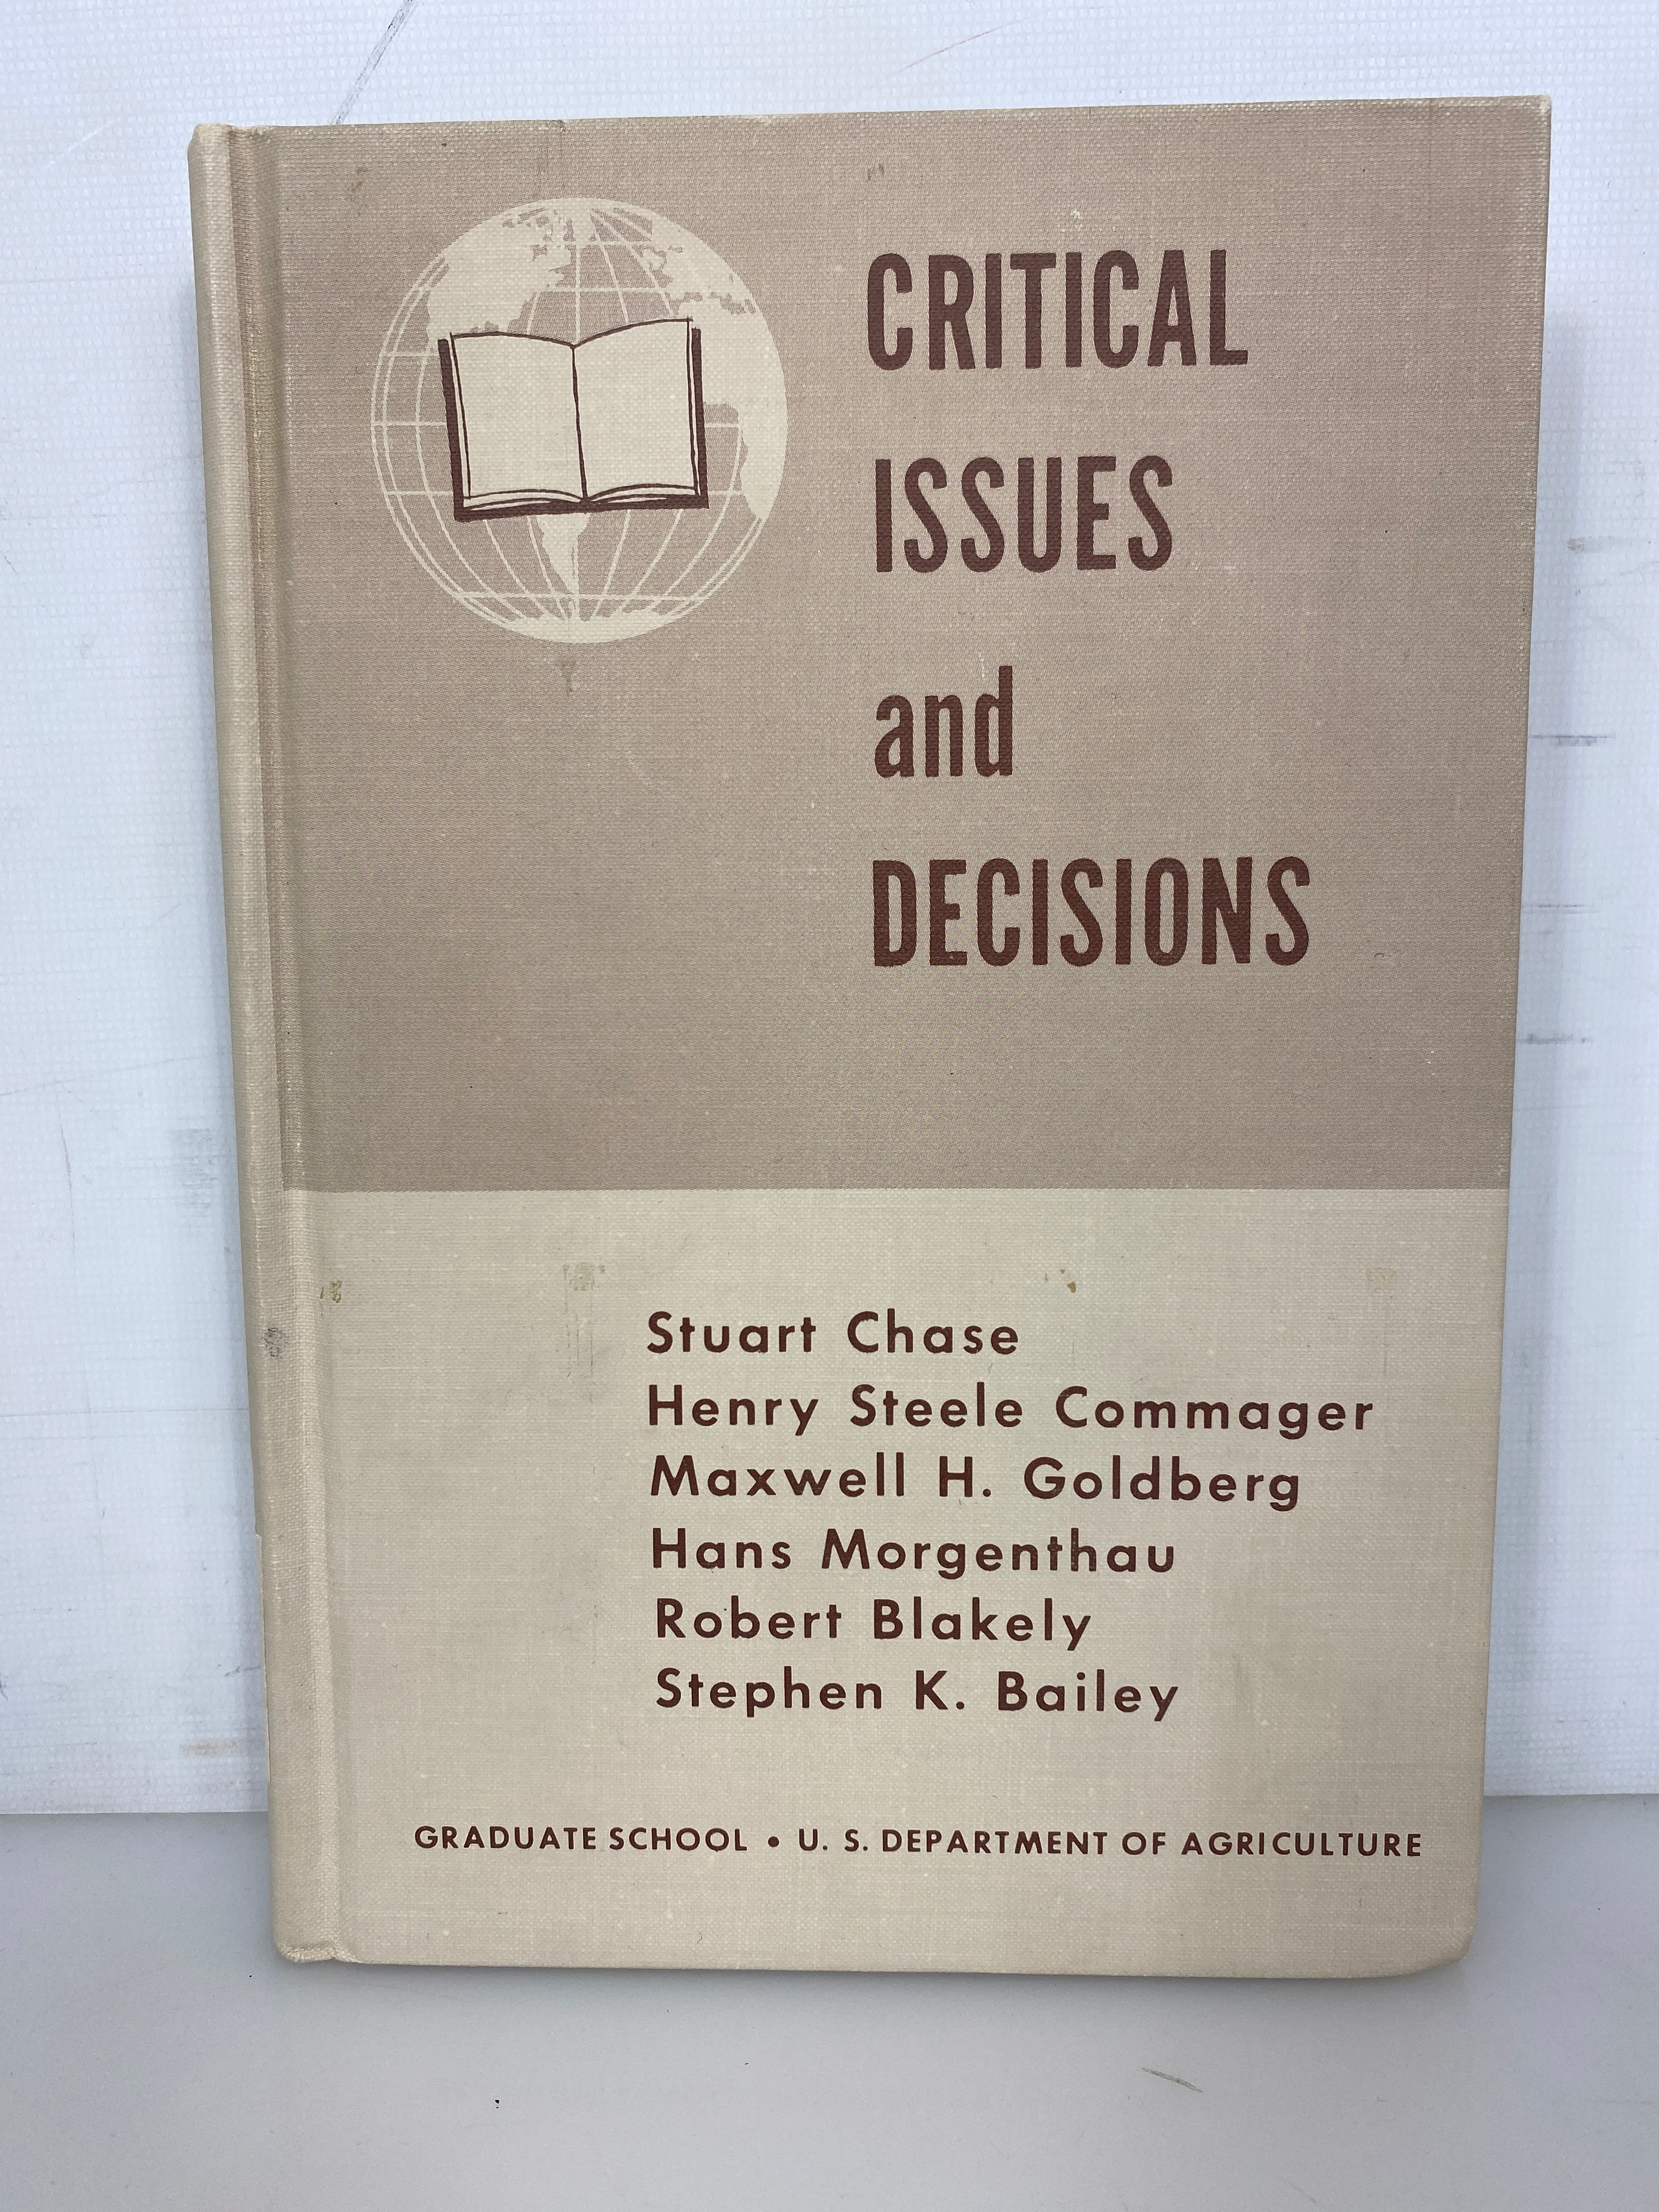 CRITICAL
ISSUES
and
DECISIONS
Stuart Chase
Henry Steele Commager
Maxwell H. Goldberg
Hans Morgenthau
Robert Blakely
Stephen K. Bailey
GRADUATE SCHOOL • U. S. DEPARTMENT OF AGRICULTURE